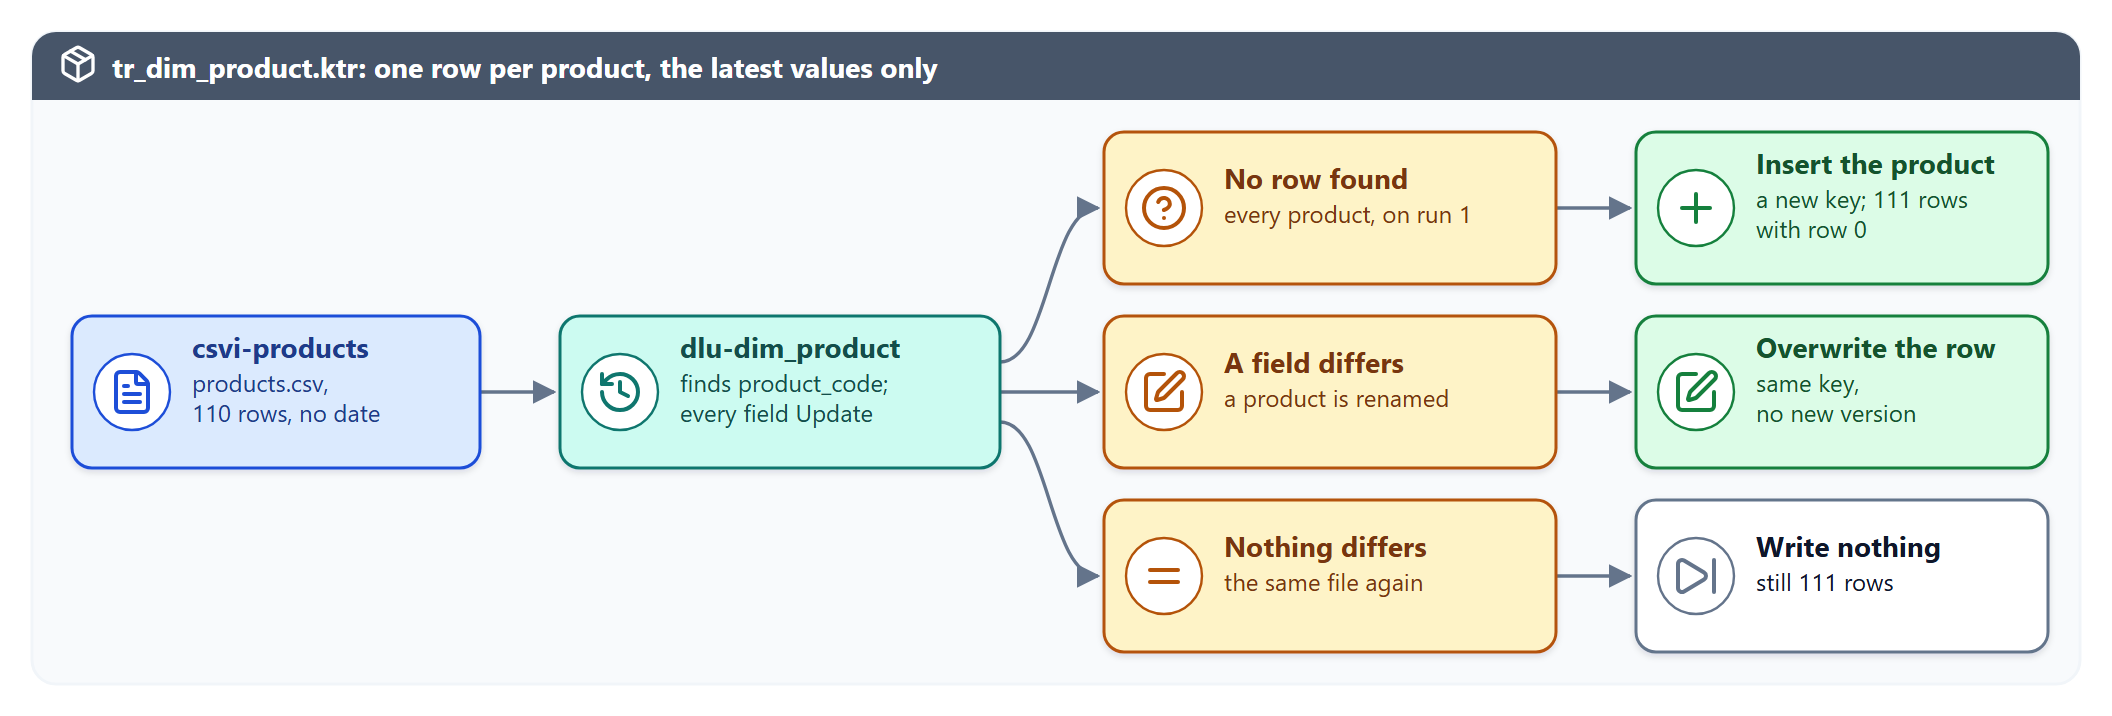 tr_dim_product.ktr: one row per product, the latest values only
csvi-products
products.csv,
110 rows, no date
dlu-dim_product
finds product_code;
every field Update
No row found
every product, on run 1
Insert the product
a new key; 111 rows
with row 0
A field differs
a product is renamed
Overwrite the row
same key,
no new version
Nothing differs
the same file again
Write nothing
still 111 rows